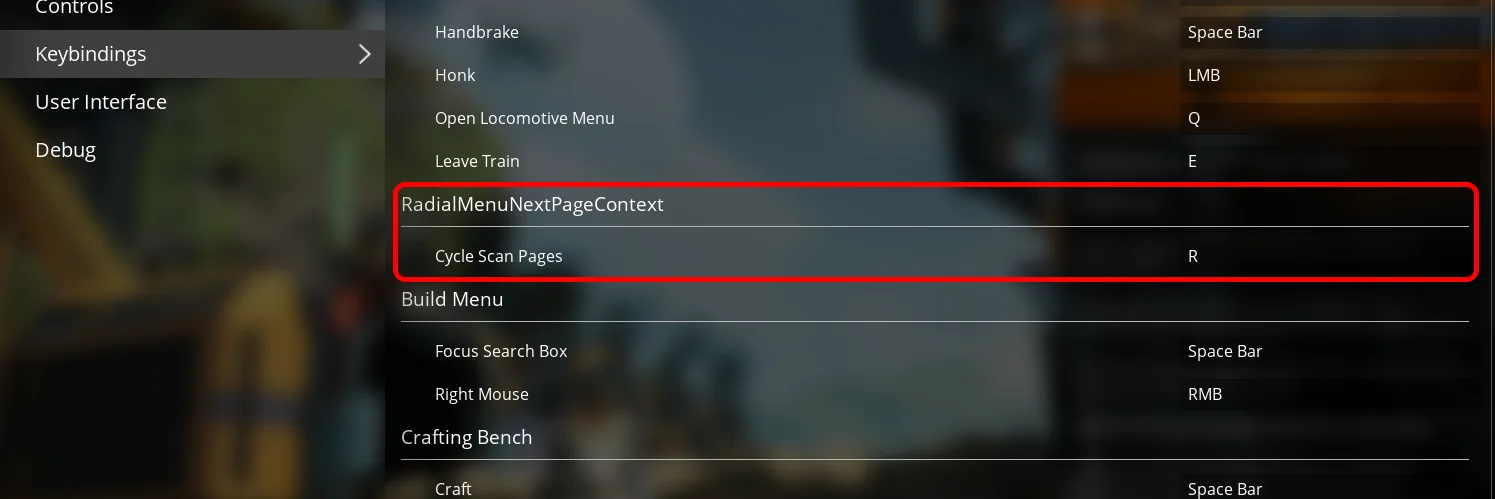 Controls
Keybindings
User Interface
Debug
Handbrake Space Bar
Honk LMB
Open Locomotive Menu Q
Leave Train E
RadialMenuNextPageContext
Cycle Scan Pages R
Build Menu
Focus Search Box Space Bar
Right Mouse RMB
Crafting Bench
Craft Space Bar